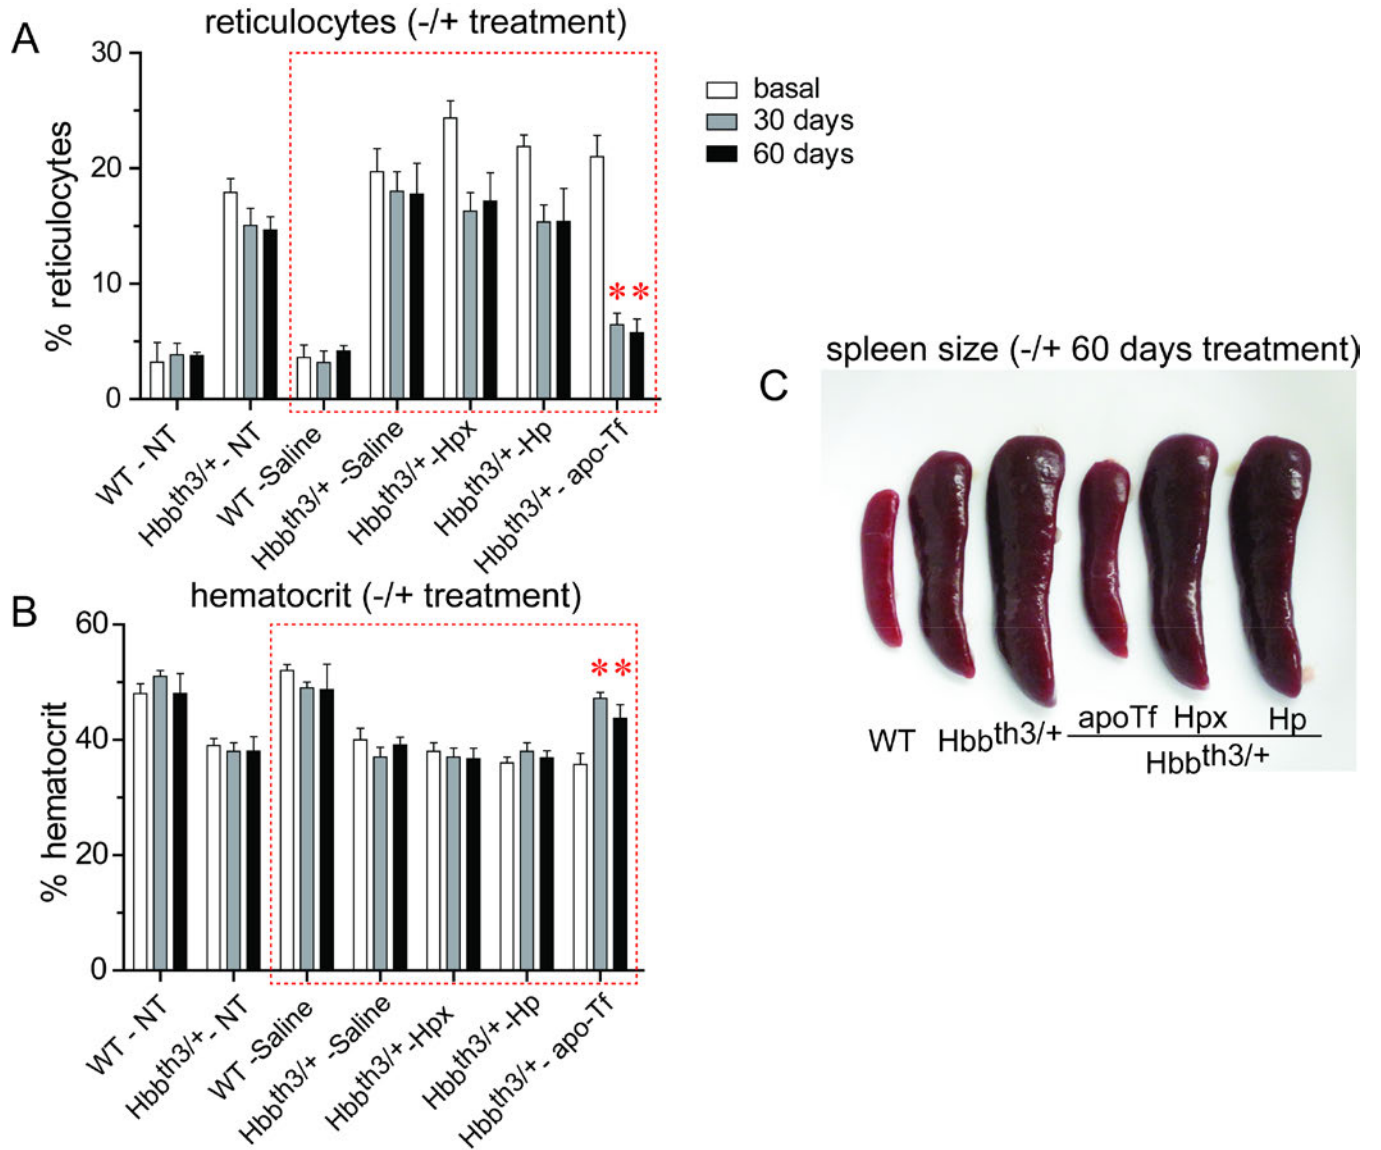 A
reticulocytes (-/+ treatment)
30
20
10
0
% reticulocytes
* *
basal
30 days
60 days
WT - NT
Hbbth3/+- NT
WT -Saline
Hbbth3/+ -Saline
Hbbth3/+-Hpx
Hbbth3/+-Hp
Hbbth3/+- apo-Tf
B
hematocrit (-/+ treatment)
60
40
20
0
% hematocrit
* *
WT - NT
Hbbth3/+- NT
WT -Saline
Hbbth3/+ -Saline
Hbbth3/+-Hpx
Hbbth3/+-Hp
Hbbth3/+- apo-Tf
C
spleen size (-/+ 60 days treatment)
WT Hbbth3/+ apoTf Hpx Hp
Hbbth3/+